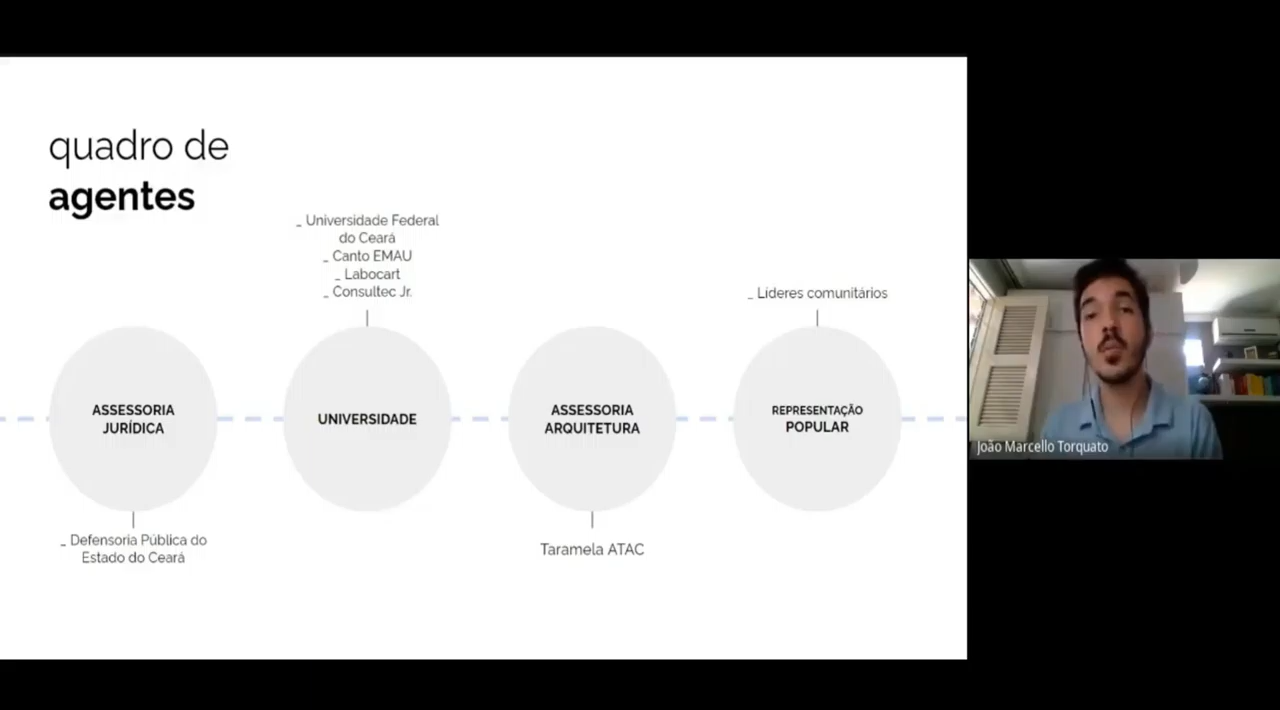 quadro de
agentes
_ Universidade Federal
do Ceará
_ Canto EMAU
_ Labocart
_ Consultec Jr.
_ Líderes comunitários
ASSESSORIA
JURÍDICA
UNIVERSIDADE
ASSESSORIA
ARQUITETURA
REPRESENTAÇÃO
POPULAR
_ Defensoria Pública do
Estado do Ceará
Taramela ATAC
João Marcello Torquato